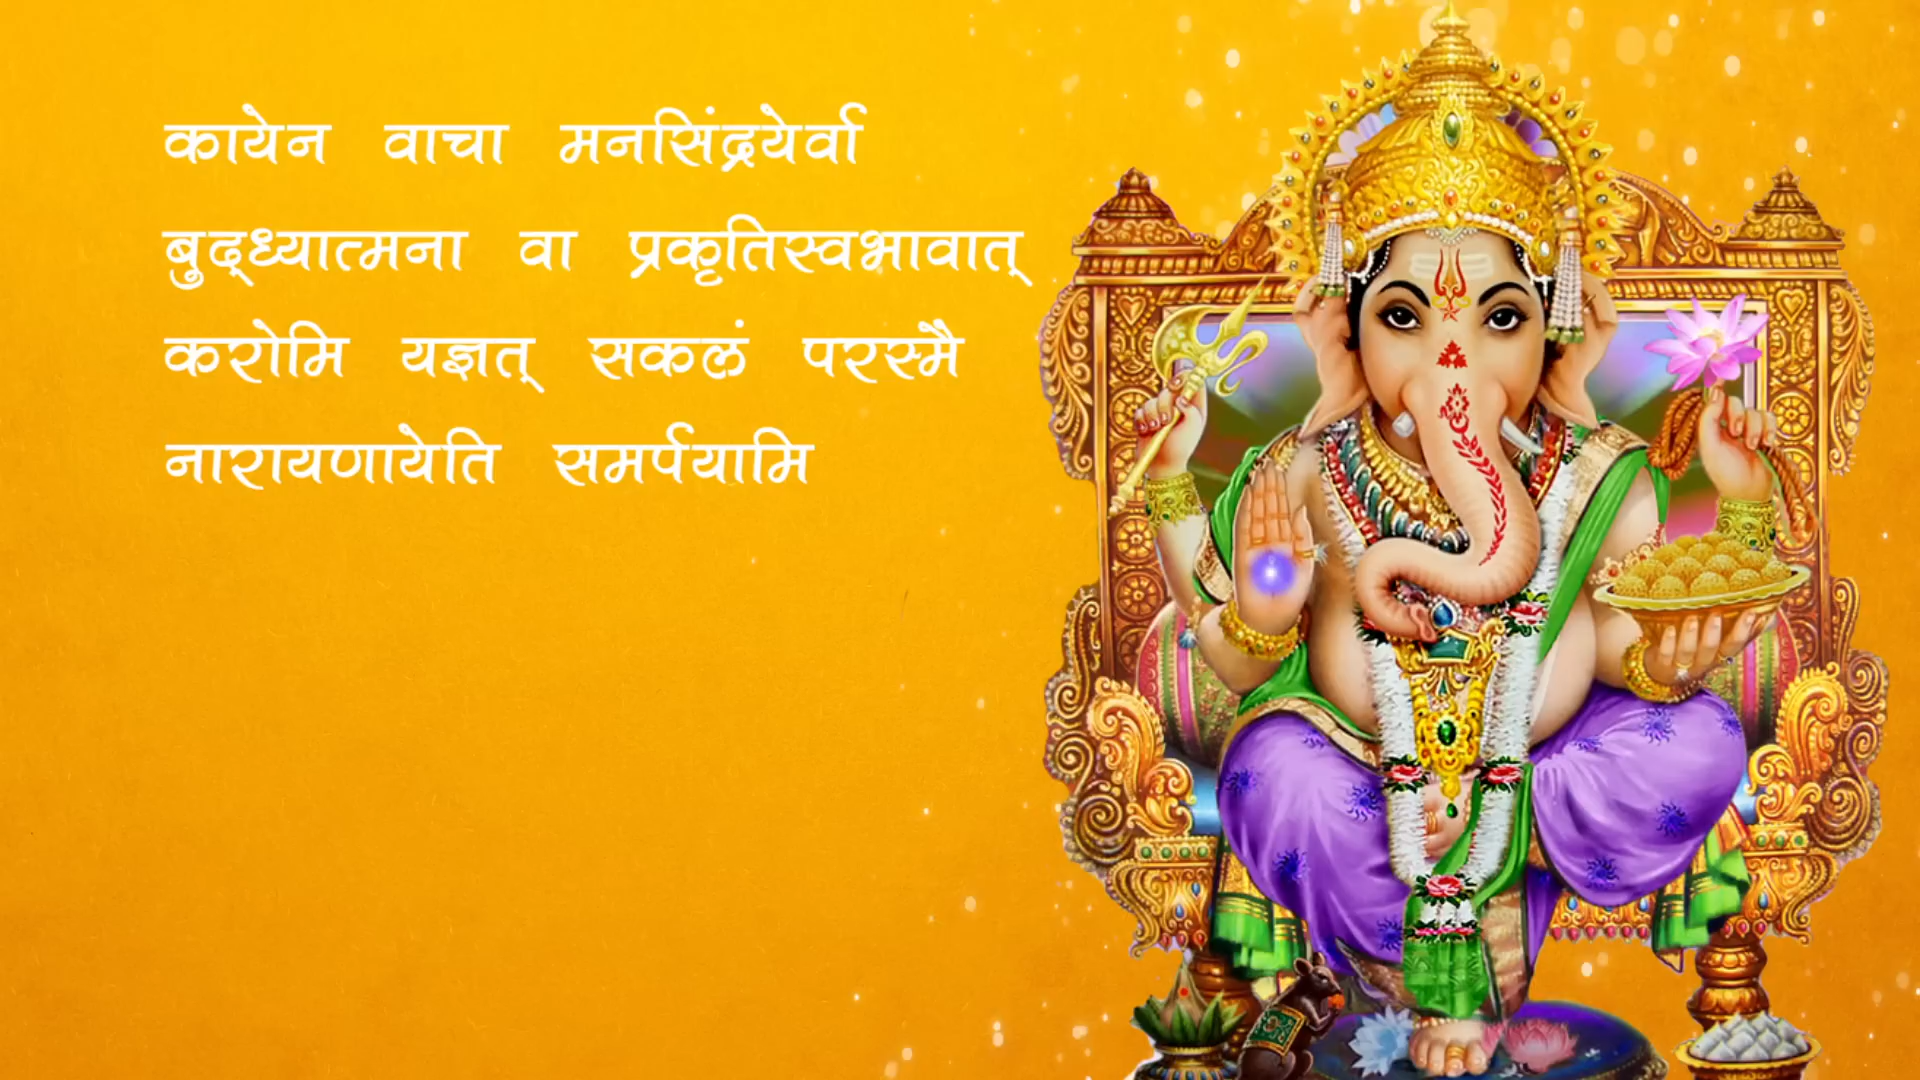 कायेन वाचा मनसिंद्रयेर्वा
बुद्ध्यात्मना वा प्रकृतिस्वभावात्
करोमि यज्ञत् सकलं परस्मै
नारायणायेति समर्पयामि